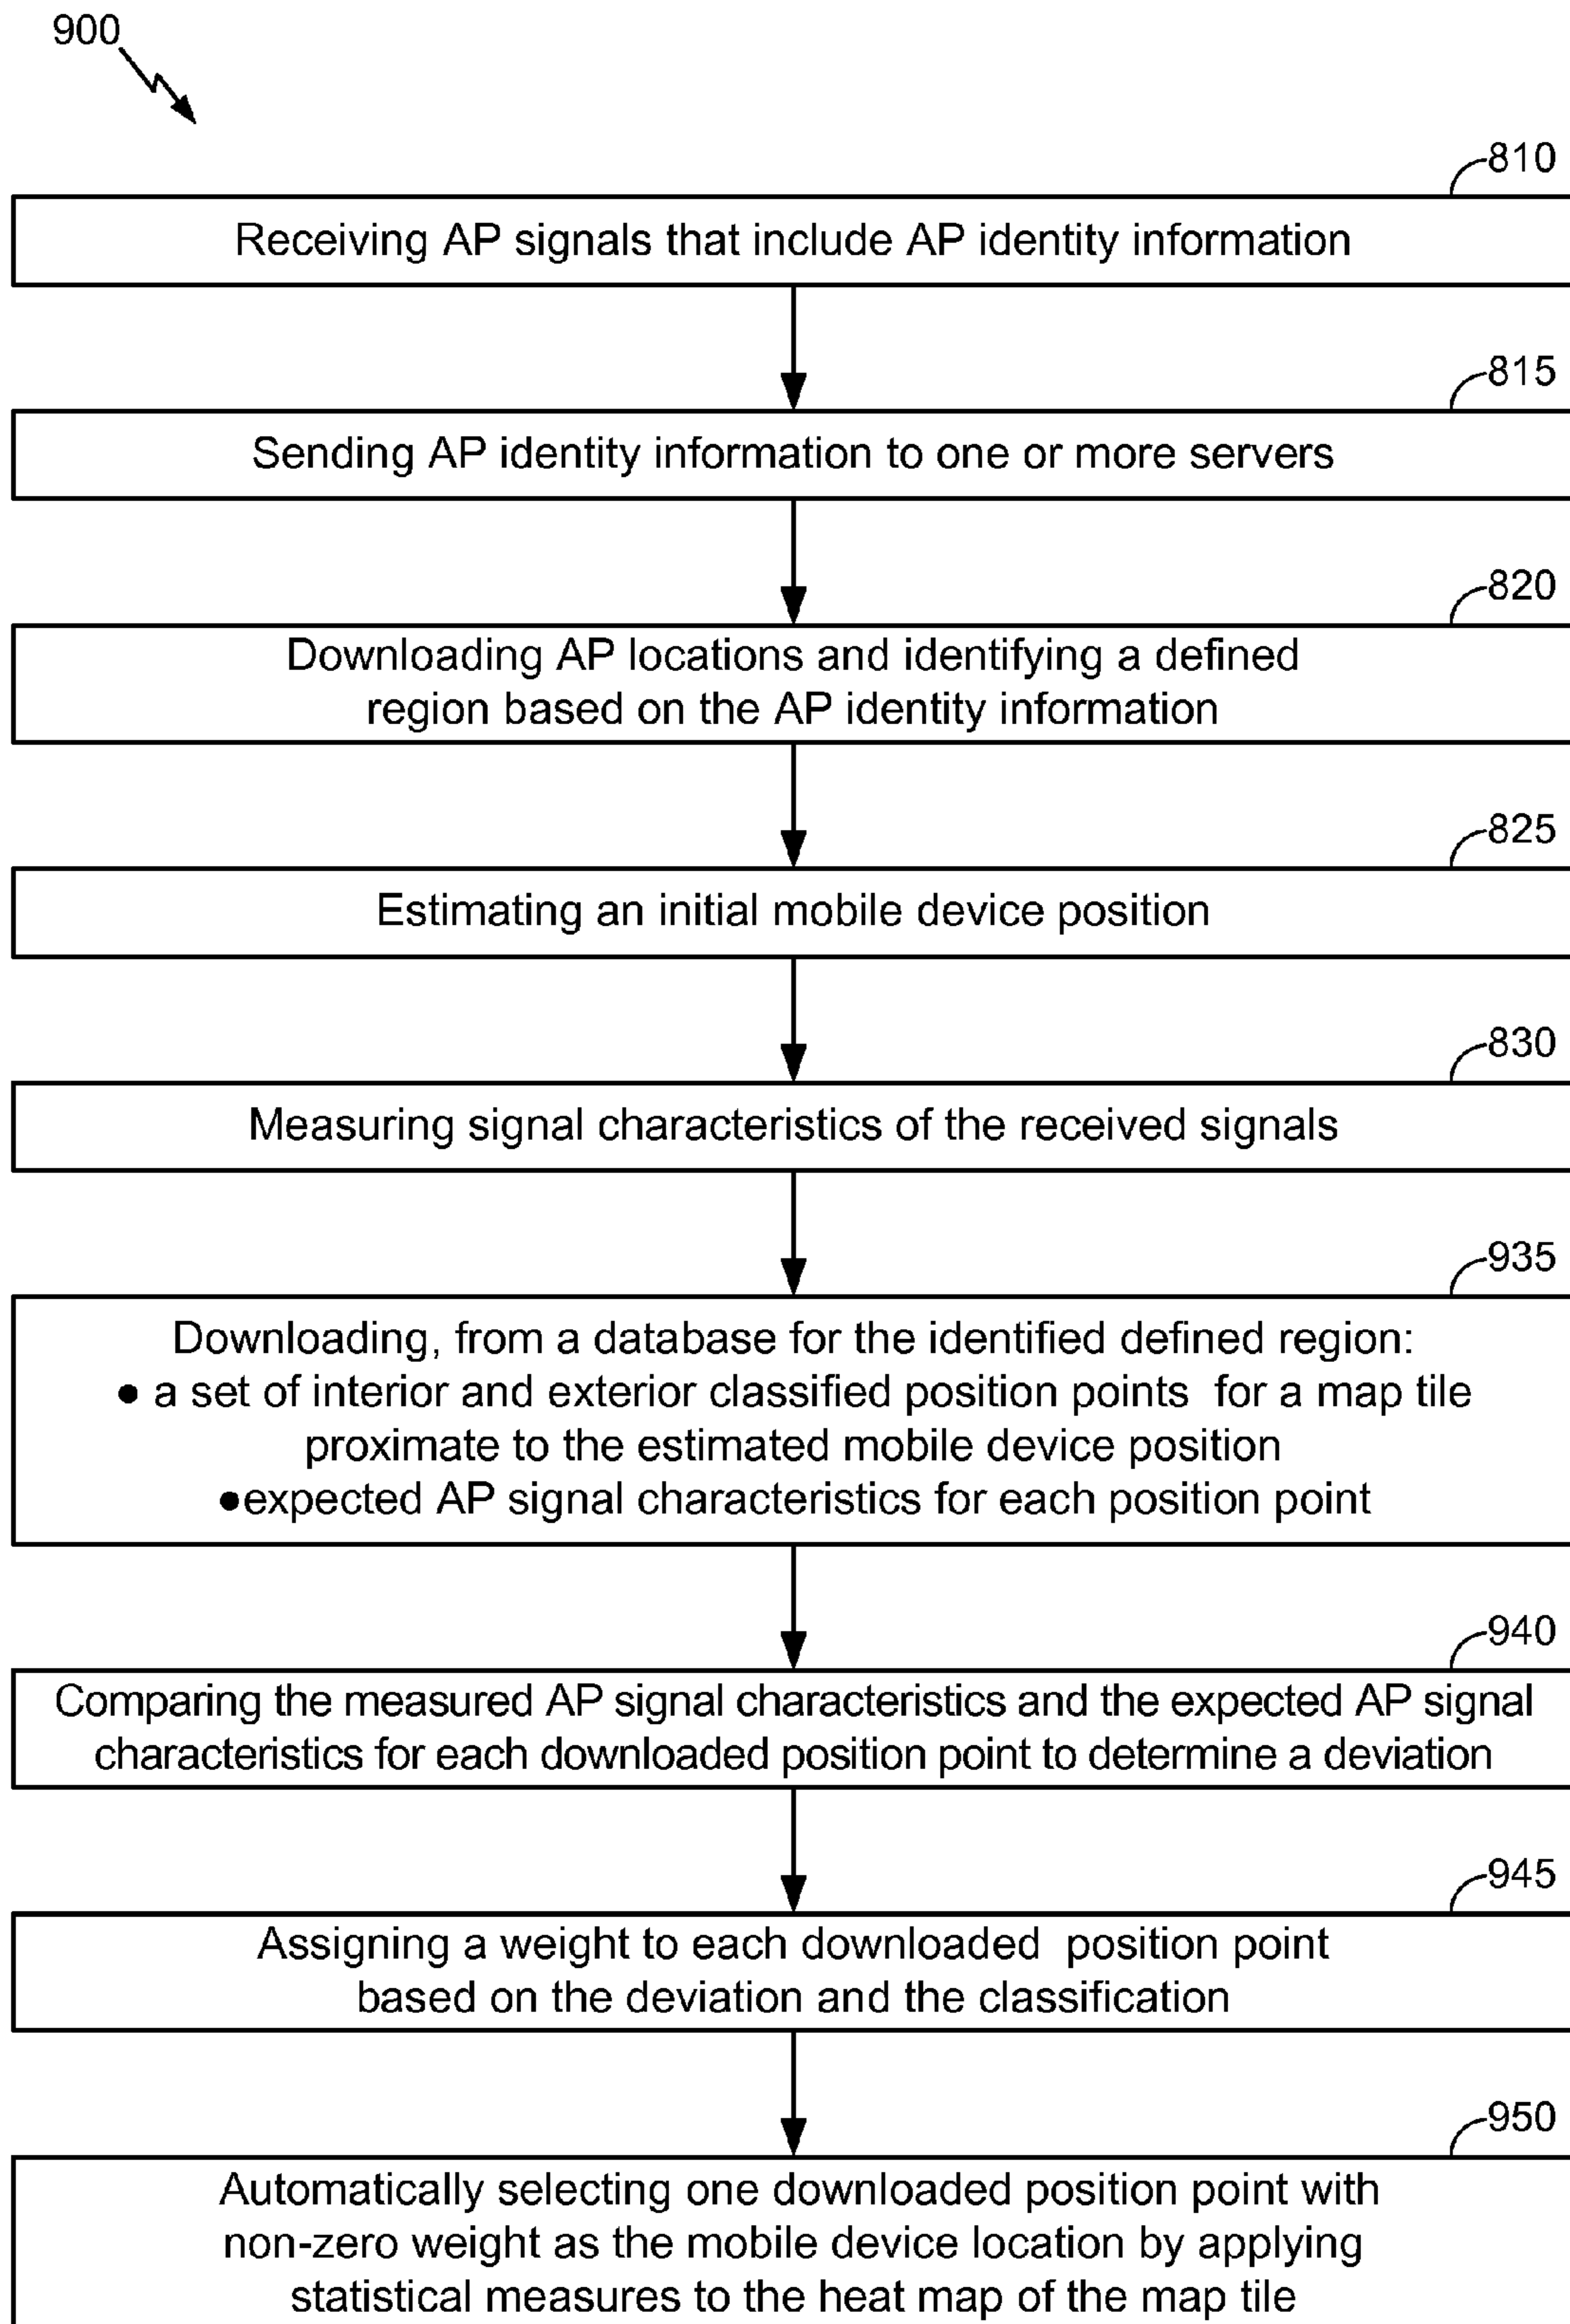 900
810
Receiving AP signals that include AP identity information
815
Sending AP identity information to one or more servers
820
Downloading AP locations and identifying a defined
region based on the AP identity information
825
Estimating an initial mobile device position
830
Measuring signal characteristics of the received signals
935
Downloading, from a database for the identified defined region:
● a set of interior and exterior classified position points for a map tile
proximate to the estimated mobile device position
●expected AP signal characteristics for each position point
940
Comparing the measured AP signal characteristics and the expected AP signal
characteristics for each downloaded position point to determine a deviation
945
Assigning a weight to each downloaded position point
based on the deviation and the classification
950
Automatically selecting one downloaded position point with
non-zero weight as the mobile device location by applying
statistical measures to the heat map of the map tile